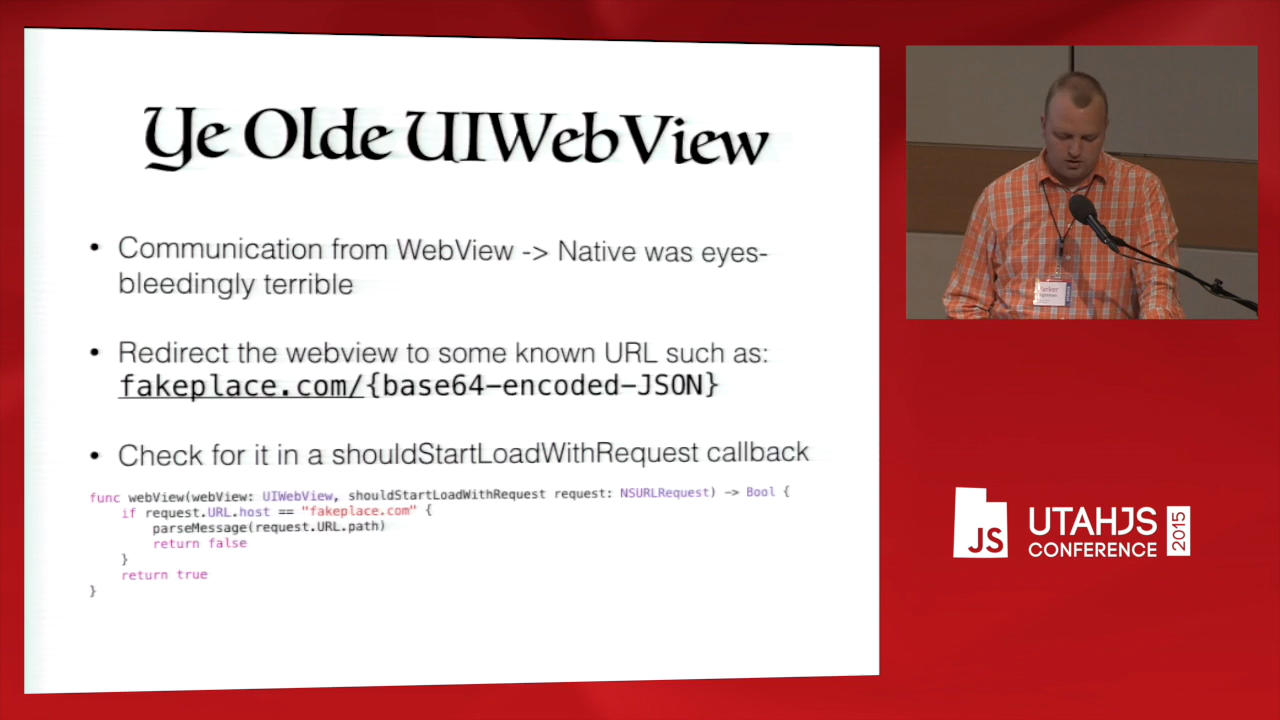 Ye Olde UIWebView
• Communication from WebView -> Native was eyes-
bleedingly terrible
• Redirect the webview to some known URL such as:
fakeplace.com/{base64-encoded-JSON}
• Check for it in a shouldStartLoadWithRequest callback
func webView(webView: UIWebView, shouldStartLoadWithRequest request: NSURLRequest) -> Bool {
if request.URL.host == "fakeplace.com" {
parseMessage(request.URL.path)
return false
}
return true
}
Parker
JS
UTAHJS
CONFERENCE
2015